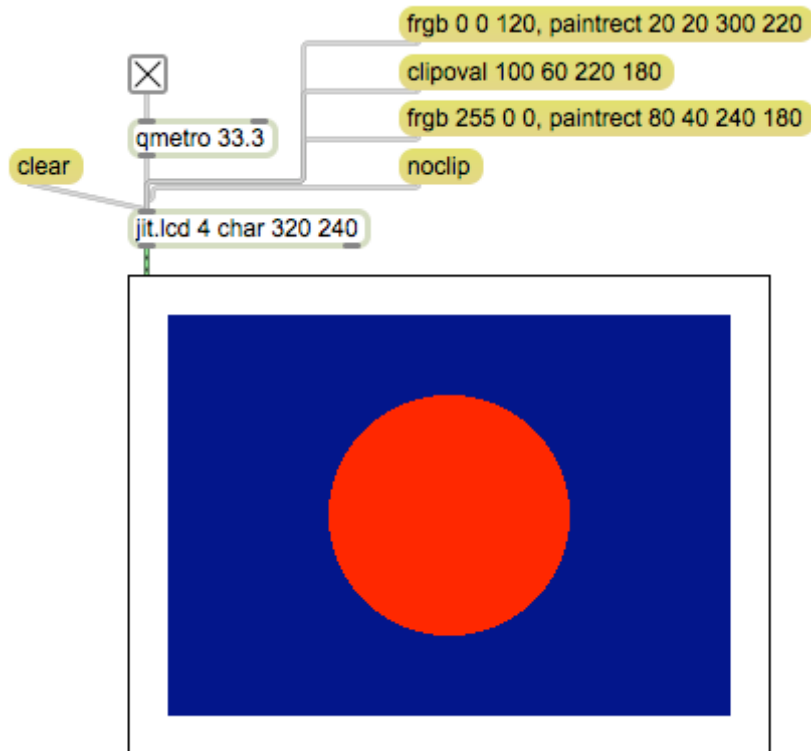 frgb 0 0 120, paintrect 20 20 300 220
clipoval 100 60 220 180
frgb 255 0 0, paintrect 80 40 240 180
qmetro 33.3
clear
noclip
jit.lcd 4 char 320 240